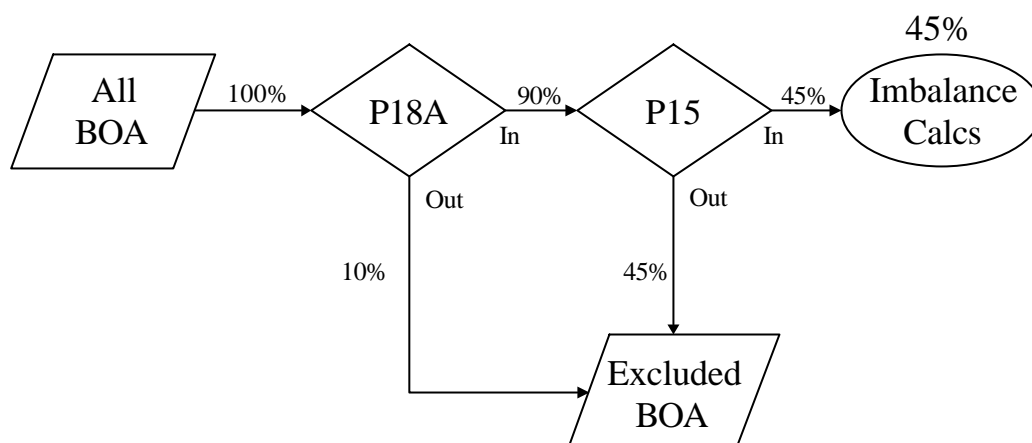 45%
All
BOA
100%
P18A
90%
In
P15
45%
In
Imbalance
Calcs
Out
Out
10%
45%
Excluded
BOA